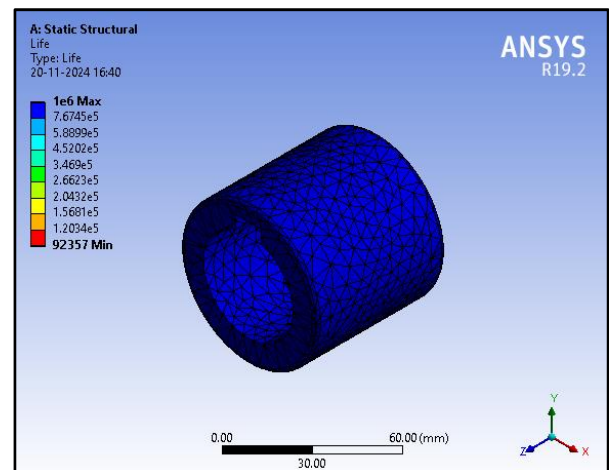 A: Static Structural
Life
Type: Life
20-11-2024 16:40
ANSYS
R19.2
1e6 Max
7.6745e5
5.8899e5
4.5202e5
3.469e5
2.6623e5
2.0432e5
1.5681e5
1.2034e5
92357 Min
0.00
60.00 (mm)
30.00
Y
Z
X